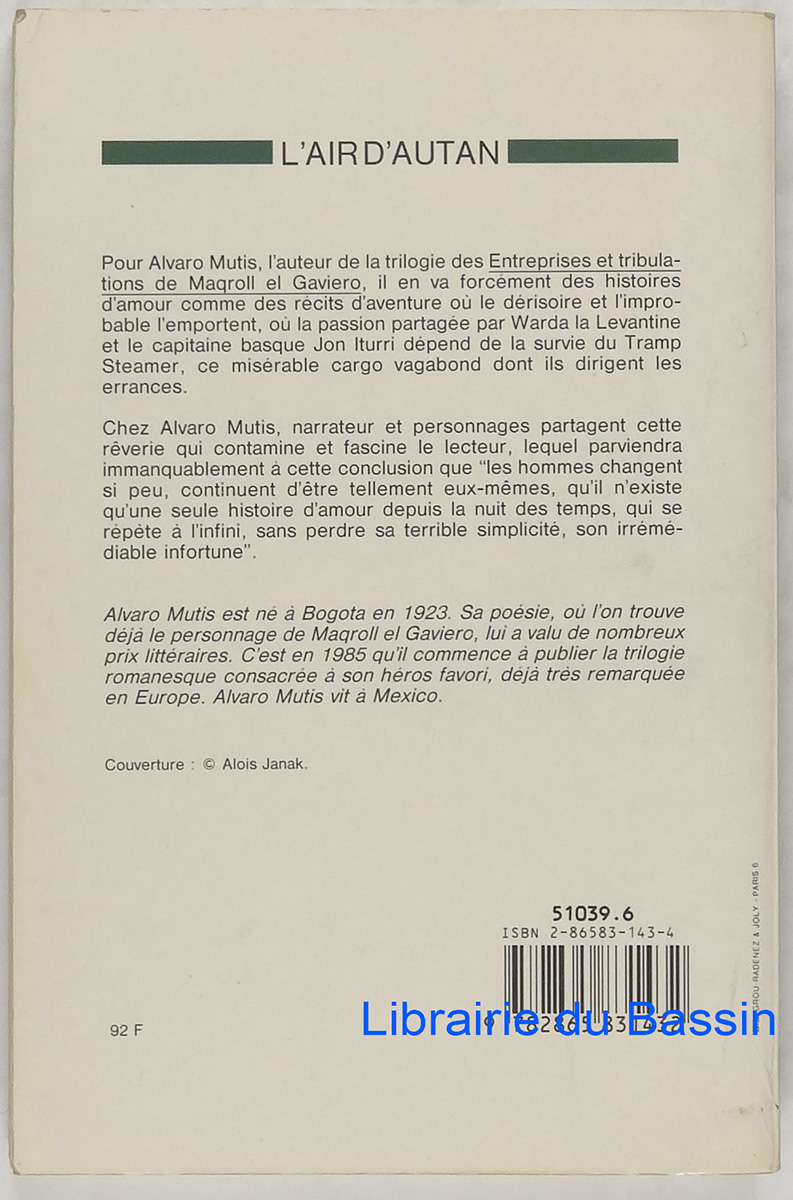 L'AIR D'AUTAN
Pour Alvaro Mutis, l'auteur de la trilogie des Entreprises et tribula-
tions de Maqroll el Gaviero, il en va forcément des histoires
d'amour comme des récits d'aventure où le dérisoire et l'impro-
bable l'emportent, où la passion partagée par Warda la Levantine
et le capitaine basque Jon Iturri dépend de la survie du Tramp
Steamer, ce misérable cargo vagabond dont ils dirigent les
errances.
Chez Alvaro Mutis, narrateur et personnages partagent cette
rêverie qui contamine et fascine le lecteur, lequel parviendra
immanquablement à cette conclusion que "les hommes changent
si peu, continuent d'être tellement eux-mêmes, qu'il n'existe
qu'une seule histoire d'amour depuis la nuit des temps, qui se
répète à l'infini, sans perdre sa terrible simplicité, son irrémé-
diable infortune".
Alvaro Mutis est né à Bogota en 1923. Sa poésie, où l'on trouve
déjà le personnage de Maqroll el Gaviero, lui a valu de nombreux
prix littéraires. C'est en 1985 qu'il commence à publier la trilogie
romanesque consacrée à son héros favori, déjà très remarquée
en Europe. Alvaro Mutis vit à Mexico.
Couverture : © Alois Janak.
51039.6
ISBN 2-86583-143-4
9 782865 831432
92 F
Librairie du Bassin
& JOLY - PARIS 6